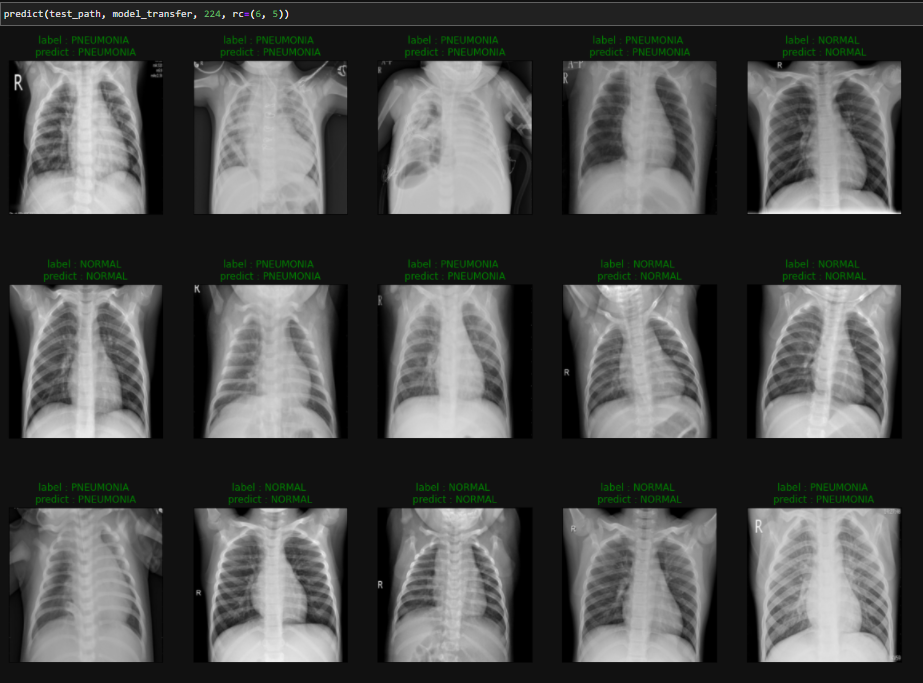 predict(test_path, model_transfer, 224, rc=(6, 5))
label : PNEUMONIA
predict : PNEUMONIA
label : PNEUMONIA
predict : PNEUMONIA
label : PNEUMONIA
predict : PNEUMONIA
label : PNEUMONIA
predict : PNEUMONIA
label : NORMAL
predict : NORMAL
R
R
R
label : NORMAL
predict : NORMAL
label : PNEUMONIA
predict : PNEUMONIA
label : PNEUMONIA
predict : PNEUMONIA
label : NORMAL
predict : NORMAL
label : NORMAL
predict : NORMAL
R
R
R
R
label : PNEUMONIA
predict : PNEUMONIA
label : NORMAL
predict : NORMAL
label : NORMAL
predict : NORMAL
label : NORMAL
predict : NORMAL
label : PNEUMONIA
predict : PNEUMONIA
R
R
R
R